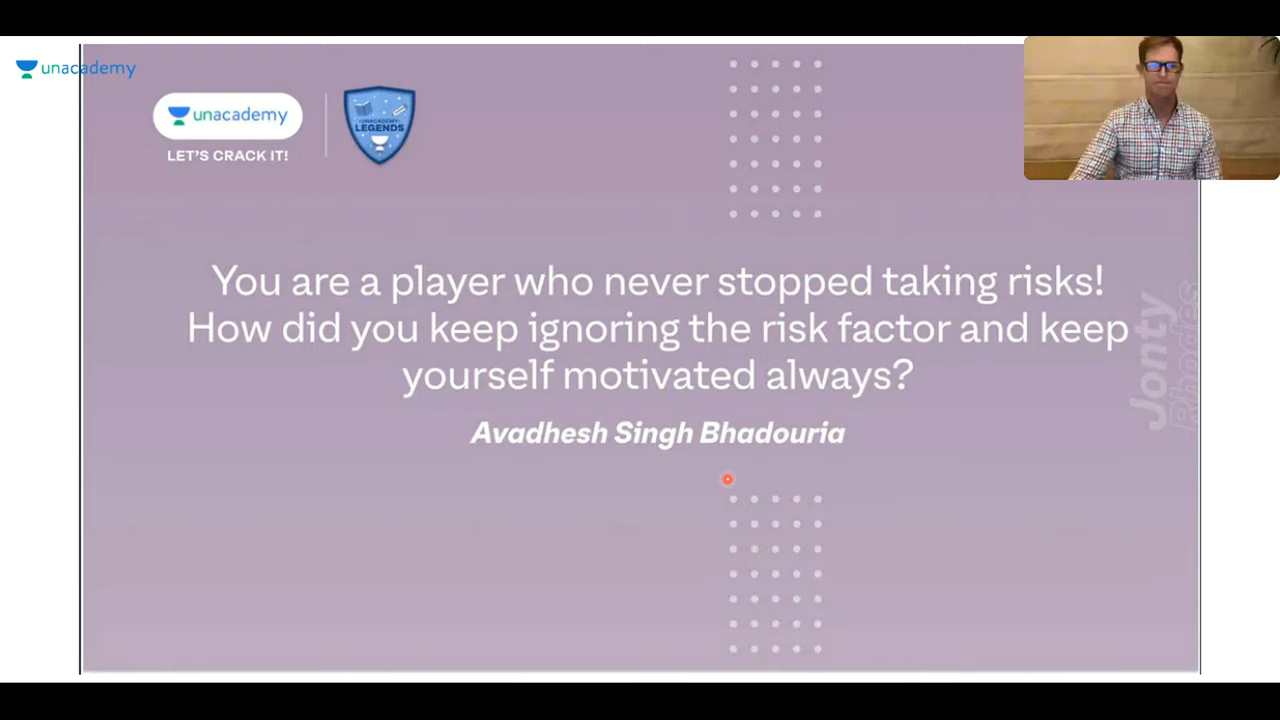 unacademy
unacademy
LET'S CRACK IT!
UNACADEMY
LEGENDS
You are a player who never stopped taking risks!
How did you keep ignoring the risk factor and keep
yourself motivated always?
Avadhesh Singh Bhadouria
Jonty
Rhodes